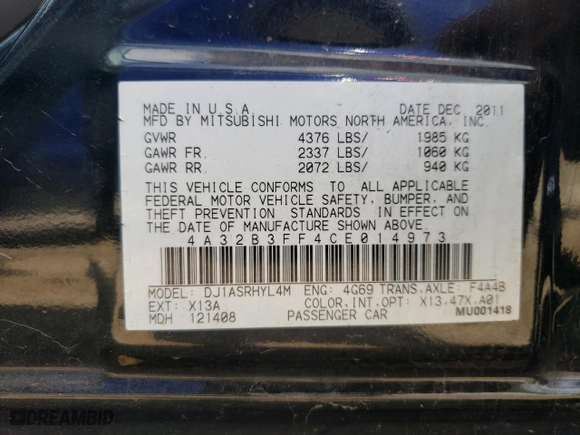 MADE IN U.S.A. DATE DEC 2011
MFD BY MITSUBISHI MOTORS NORTH AMERICA, INC.
GVWR 4376 LBS/ 1985 KG
GAWR FR. 2337 LBS/ 1060 KG
GAWR RR. 2072 LBS/ 940 KG
THIS VEHICLE CONFORMS TO ALL APPLICABLE
FEDERAL MOTOR VEHICLE SAFETY, BUMPER, AND
THEFT PREVENTION STANDARDS IN EFFECT ON
THE DATE OF MANUFACTURE SHOWN ABOVE.
4A32B3FF4CE014973
MODEL: DJ1ASRHYL4M ENG: 4G69 TRANS.AXLE: F4A4B
EXT: X13A COLOR,INT.OPT: X13,47X,A01
MDH 121408 PASSENGER CAR MU001418
DREAMBID